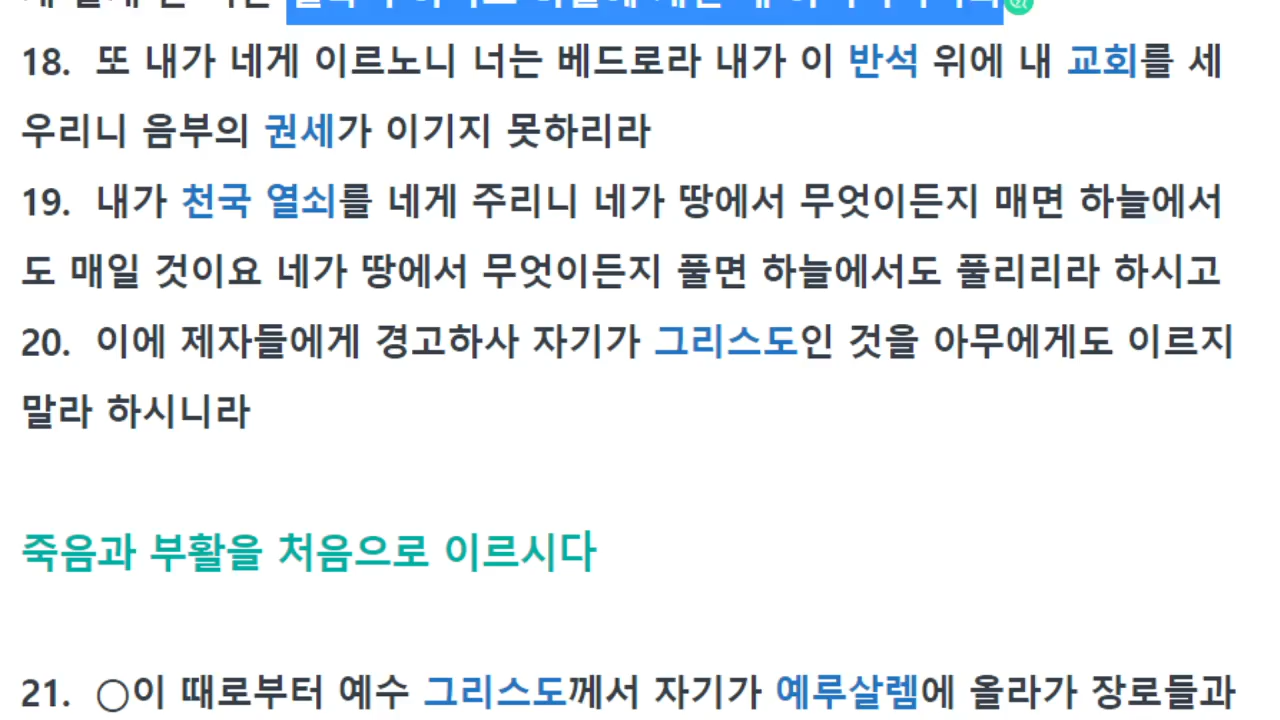 18. 또 내가 네게 이르노니 너는 베드로라 내가 이 반석 위에 내 교회를 세
우리니 음부의 권세가 이기지 못하리라
19. 내가 천국 열쇠를 네게 주리니 네가 땅에서 무엇이든지 매면 하늘에서
도 매일 것이요 네가 땅에서 무엇이든지 풀면 하늘에서도 풀리리라 하시고
20. 이에 제자들에게 경고하사 자기가 그리스도인 것을 아무에게도 이르지
말라 하시니라
죽음과 부활을 처음으로 이르시다
21. ○이 때로부터 예수 그리스도께서 자기가 예루살렘에 올라가 장로들과